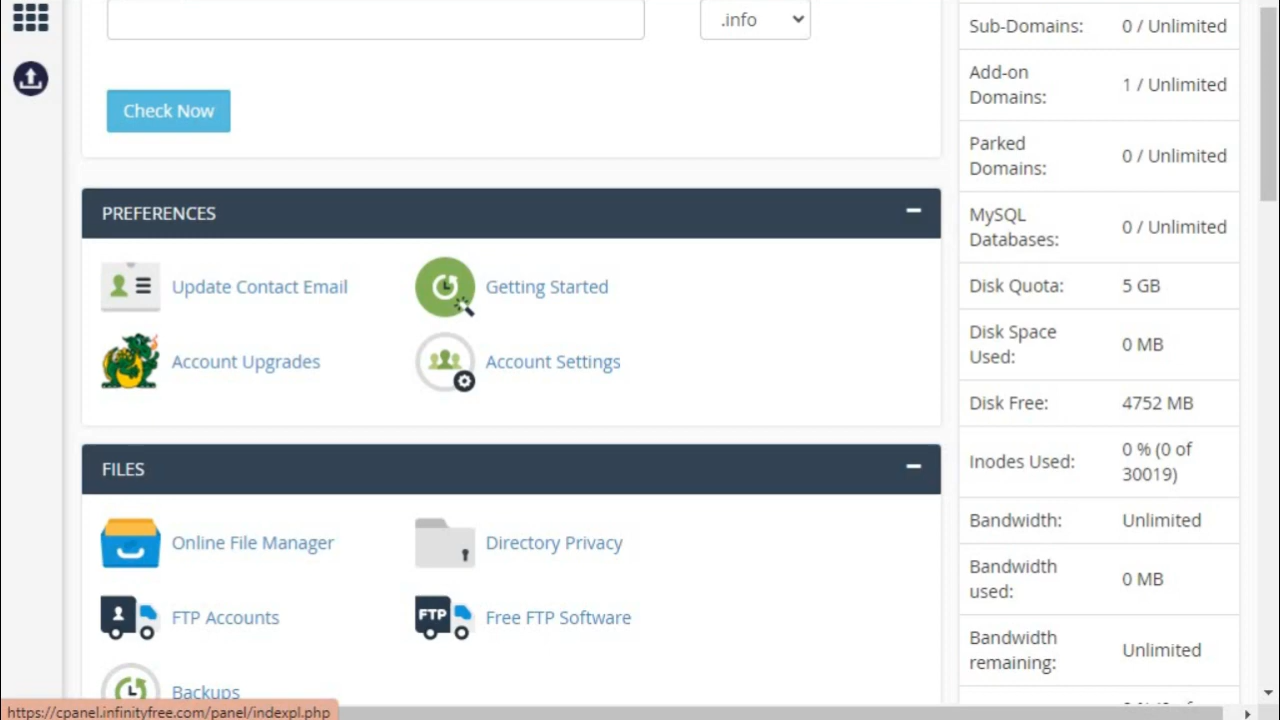 .info
Check Now
PREFERENCES
Update Contact Email
Getting Started
Account Upgrades
Account Settings
FILES
Online File Manager
Directory Privacy
FTP Accounts
FTP
Free FTP Software
Backups
https://cpanel.infinityfree.com/panel/indexpl.php
Sub-Domains: 0 / Unlimited
Add-on
Domains:
1 / Unlimited
Parked
Domains:
0 / Unlimited
MySQL
Databases:
0 / Unlimited
Disk Quota: 5 GB
Disk Space
Used:
0 MB
Disk Free: 4752 MB
Inodes Used:
0 % (0 of
30019)
Bandwidth: Unlimited
Bandwidth
used:
0 MB
Bandwidth
remaining:
Unlimited